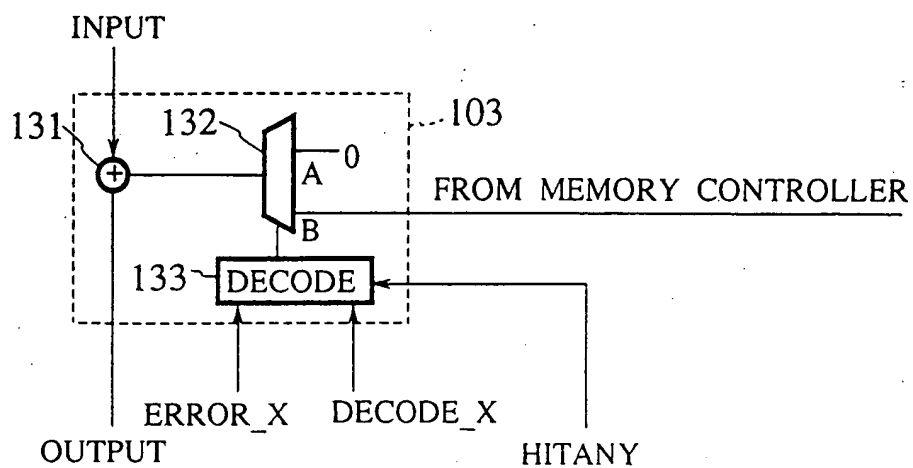 INPUT
131
132
103
+
0
A
FROM MEMORY CONTROLLER
B
133
DECODE
ERROR_X
DECODE_X
OUTPUT
HITANY